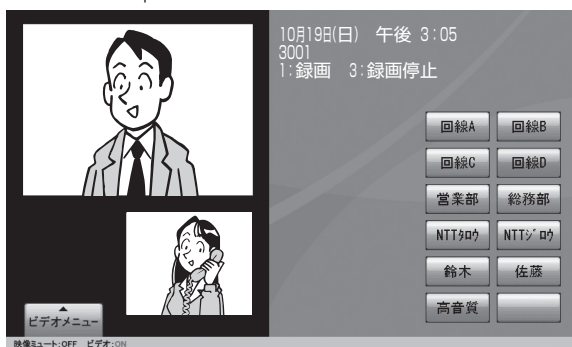 10月19日(日) 午後 3:05
3001
1:録画 3:録画停止
回線A 回線B
回線C 回線D
営業部 総務部
NTTﾀﾛｳ NTTｼﾞﾛｳ
鈴木 佐藤
高音質
ビデオメニュー
映像ミュート:OFF ビデオ:ON